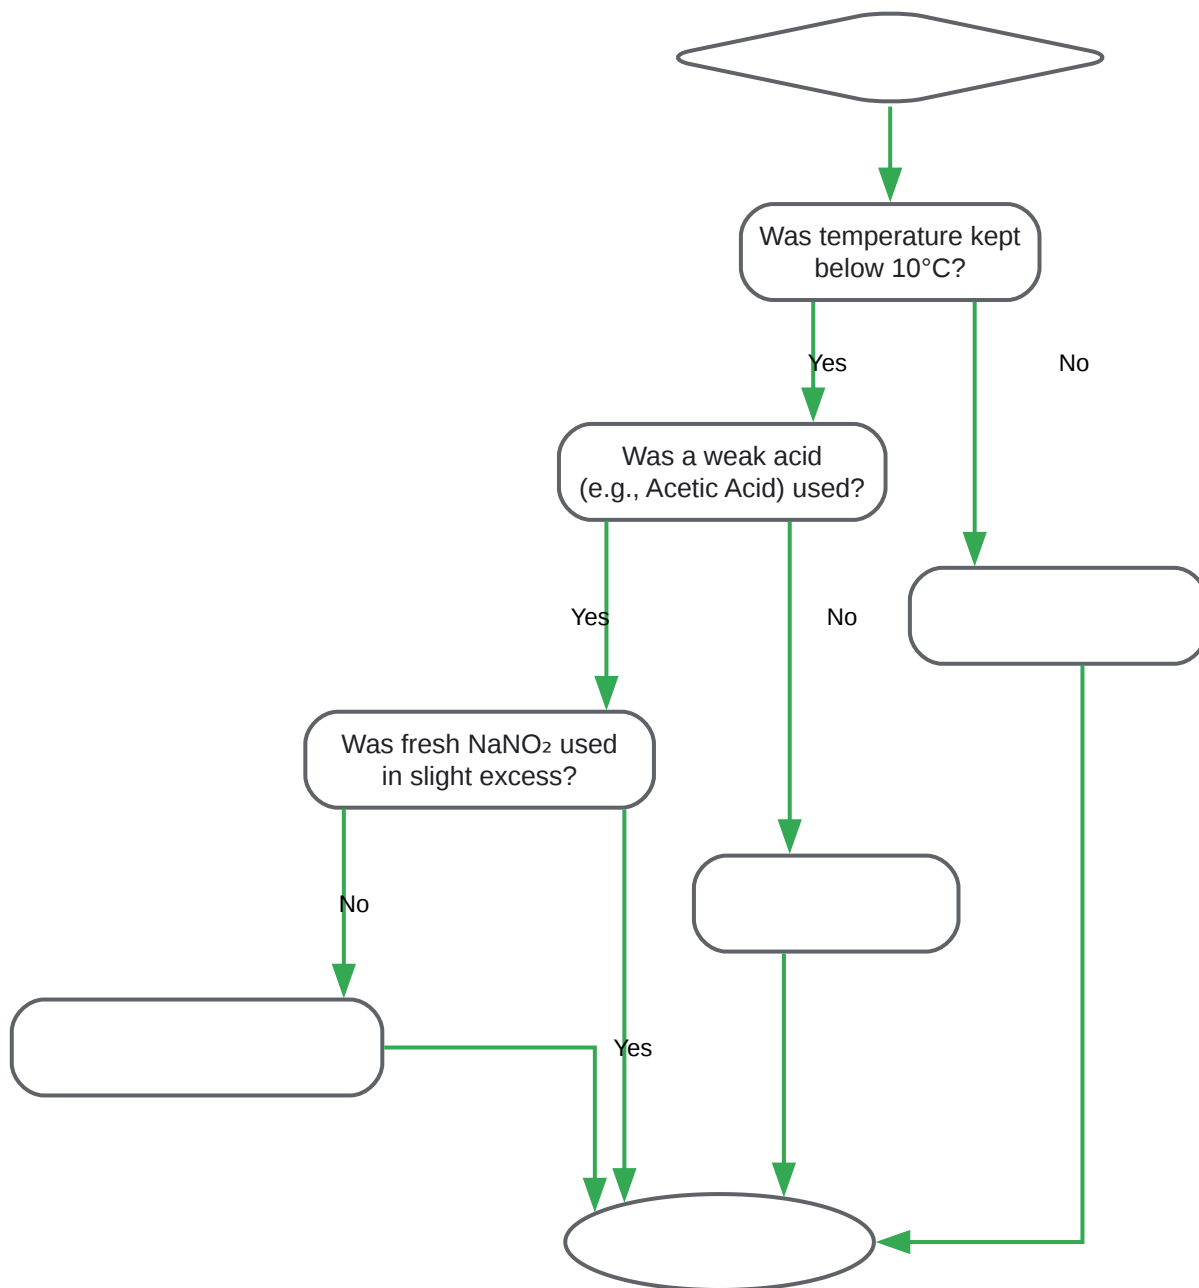 Was temperature kept
below 10°C?
Yes
No
Was a weak acid
(e.g., Acetic Acid) used?
Yes
No
Was fresh NaNO₂ used
in slight excess?
No
Yes